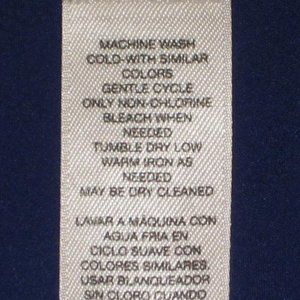 MACHINE WASH
COLD-WITH SIMILAR
COLORS
GENTLE CYCLE
ONLY NON-CHLORINE
BLEACH WHEN
NEEDED
TUMBLE DRY LOW
WARM IRON AS
NEEDED
MAY BE DRY CLEANED
LAVAR A MÁQUINA CON
AGUA FRIA EN
CICLO SUAVE CON
COLORES SIMILARES.
USAR BLANQUEADOR
SIN CLORO CUANDO